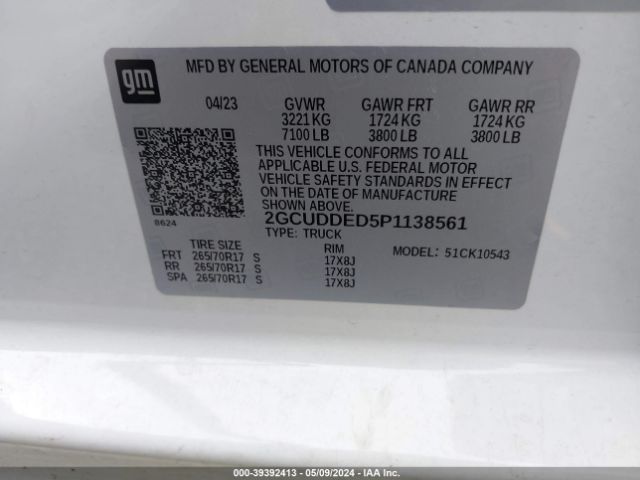 gm
MFD BY GENERAL MOTORS OF CANADA COMPANY
04/23 GVWR GAWR FRT GAWR RR
3221 KG 1724 KG 1724 KG
7100 LB 3800 LB 3800 LB
THIS VEHICLE CONFORMS TO ALL
APPLICABLE U.S. FEDERAL MOTOR
VEHICLE SAFETY STANDARDS IN EFFECT
ON THE DATE OF MANUFACTURE
SHOWN ABOVE.
8624
2GCUDDED5P1138561
TYPE: TRUCK
TIRE SIZE RIM MODEL: 51CK10543
FRT 265/70R17 S 17X8J
RR 265/70R17 S 17X8J
SPA 265/70R17 S 17X8J
000-39392413 - 05/09/2024 - IAA Inc.